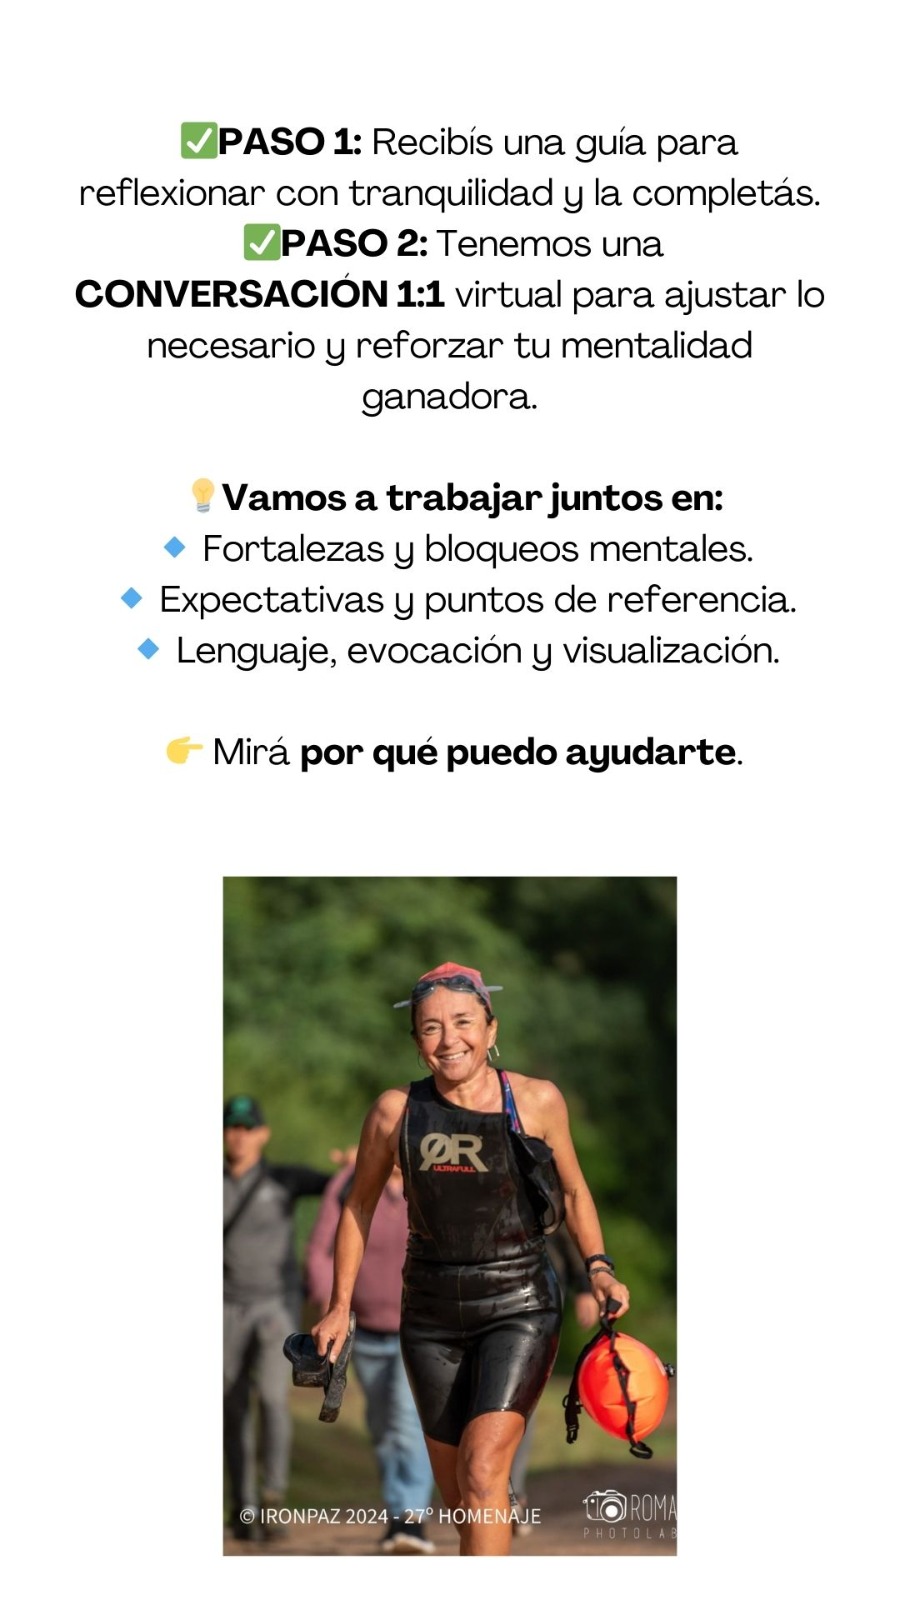 ✅PASO 1: Recibís una guía para
reflexionar con tranquilidad y la completás.
✅PASO 2: Tenemos una
CONVERSACIÓN 1:1 virtual para ajustar lo
necesario y reforzar tu mentalidad
ganadora.
💡Vamos a trabajar juntos en:
🔹 Fortalezas y bloqueos mentales.
🔹 Expectativas y puntos de referencia.
🔹 Lenguaje, evocación y visualización.
👉 Mirá por qué puedo ayudarte.
ØR
ULTRAFULL
© IRONPAZ 2024 - 27º HOMENAJE
ROMA
PHOTOLAB